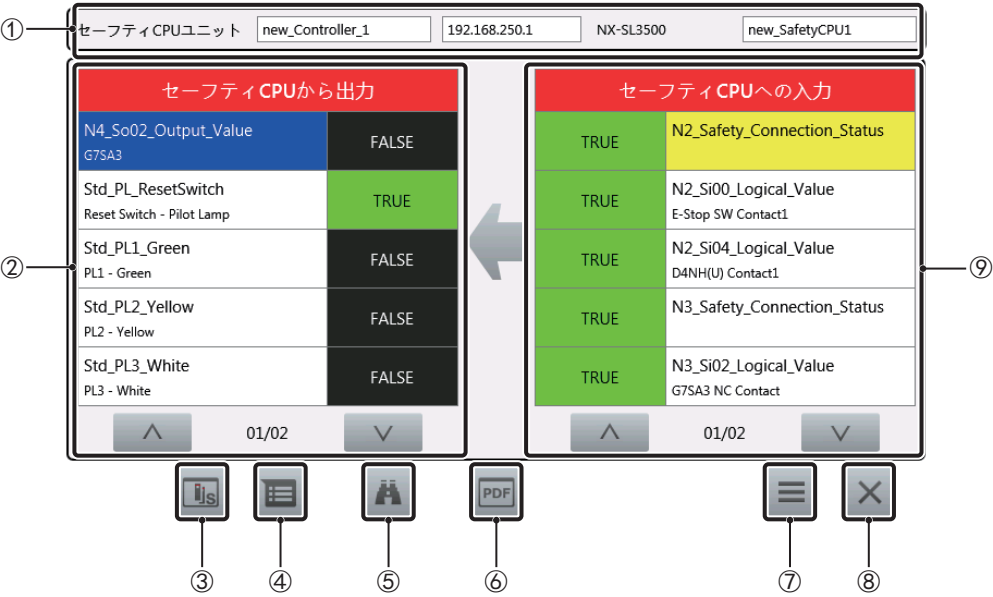 ① セーフティCPUユニット new_Controller_1 192.168.250.1 NX-SL3500 new_SafetyCPU1
セーフティCPUから出力
N4_So02_Output_Value FALSE
G7SA3
Std_PL_ResetSwitch TRUE
Reset Switch - Pilot Lamp
② Std_PL1_Green FALSE
PL1 - Green
Std_PL2_Yellow FALSE
PL2 - Yellow
Std_PL3_White FALSE
PL3 - White
01/02
セーフティCPUへの入力
TRUE N2_Safety_Connection_Status
TRUE N2_Si00_Logical_Value
E-Stop SW Contact1
TRUE N2_Si04_Logical_Value ⑨
D4NH(U) Contact1
TRUE N3_Safety_Connection_Status
TRUE N3_Si02_Logical_Value
G7SA3 NC Contact
01/02
PDF
③ ④ ⑤ ⑥ ⑦ ⑧